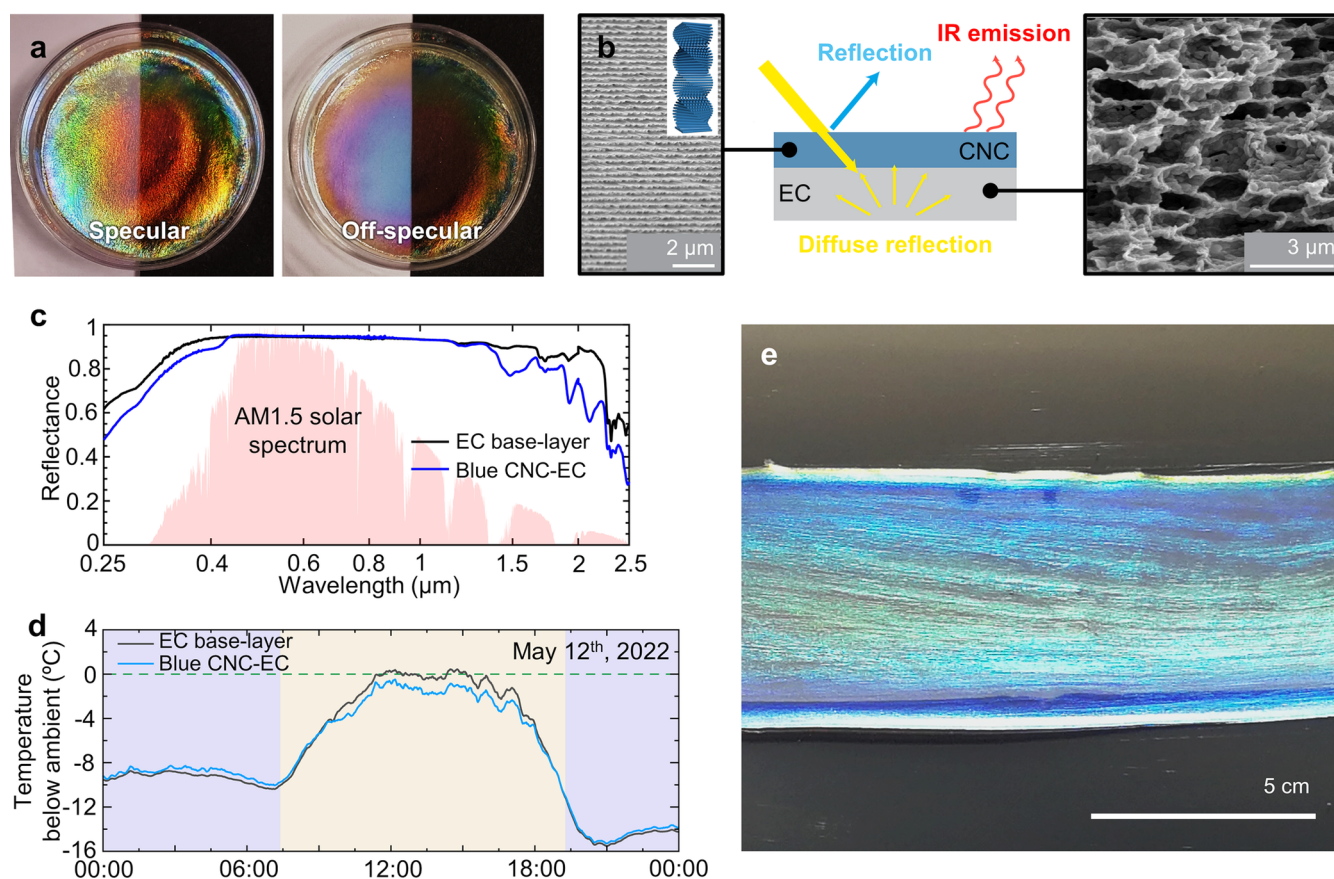 a
Specular
Off-specular
b
2 µm
Reflection
IR emission
CNC
EC
Diffuse reflection
3 µm
c
Reflectance
1
0.8
0.6
0.4
0.2
0
AM1.5 solar
spectrum
EC base-layer
Blue CNC-EC
0.25
0.4
0.6
0.8
1
1.5
2
2.5
Wavelength (µm)
d
Temperature
below ambient (ºC)
4
0
-4
-8
-12
-16
EC base-layer
Blue CNC-EC
May 12th, 2022
00:00
06:00
12:00
18:00
00:00
e
5 cm